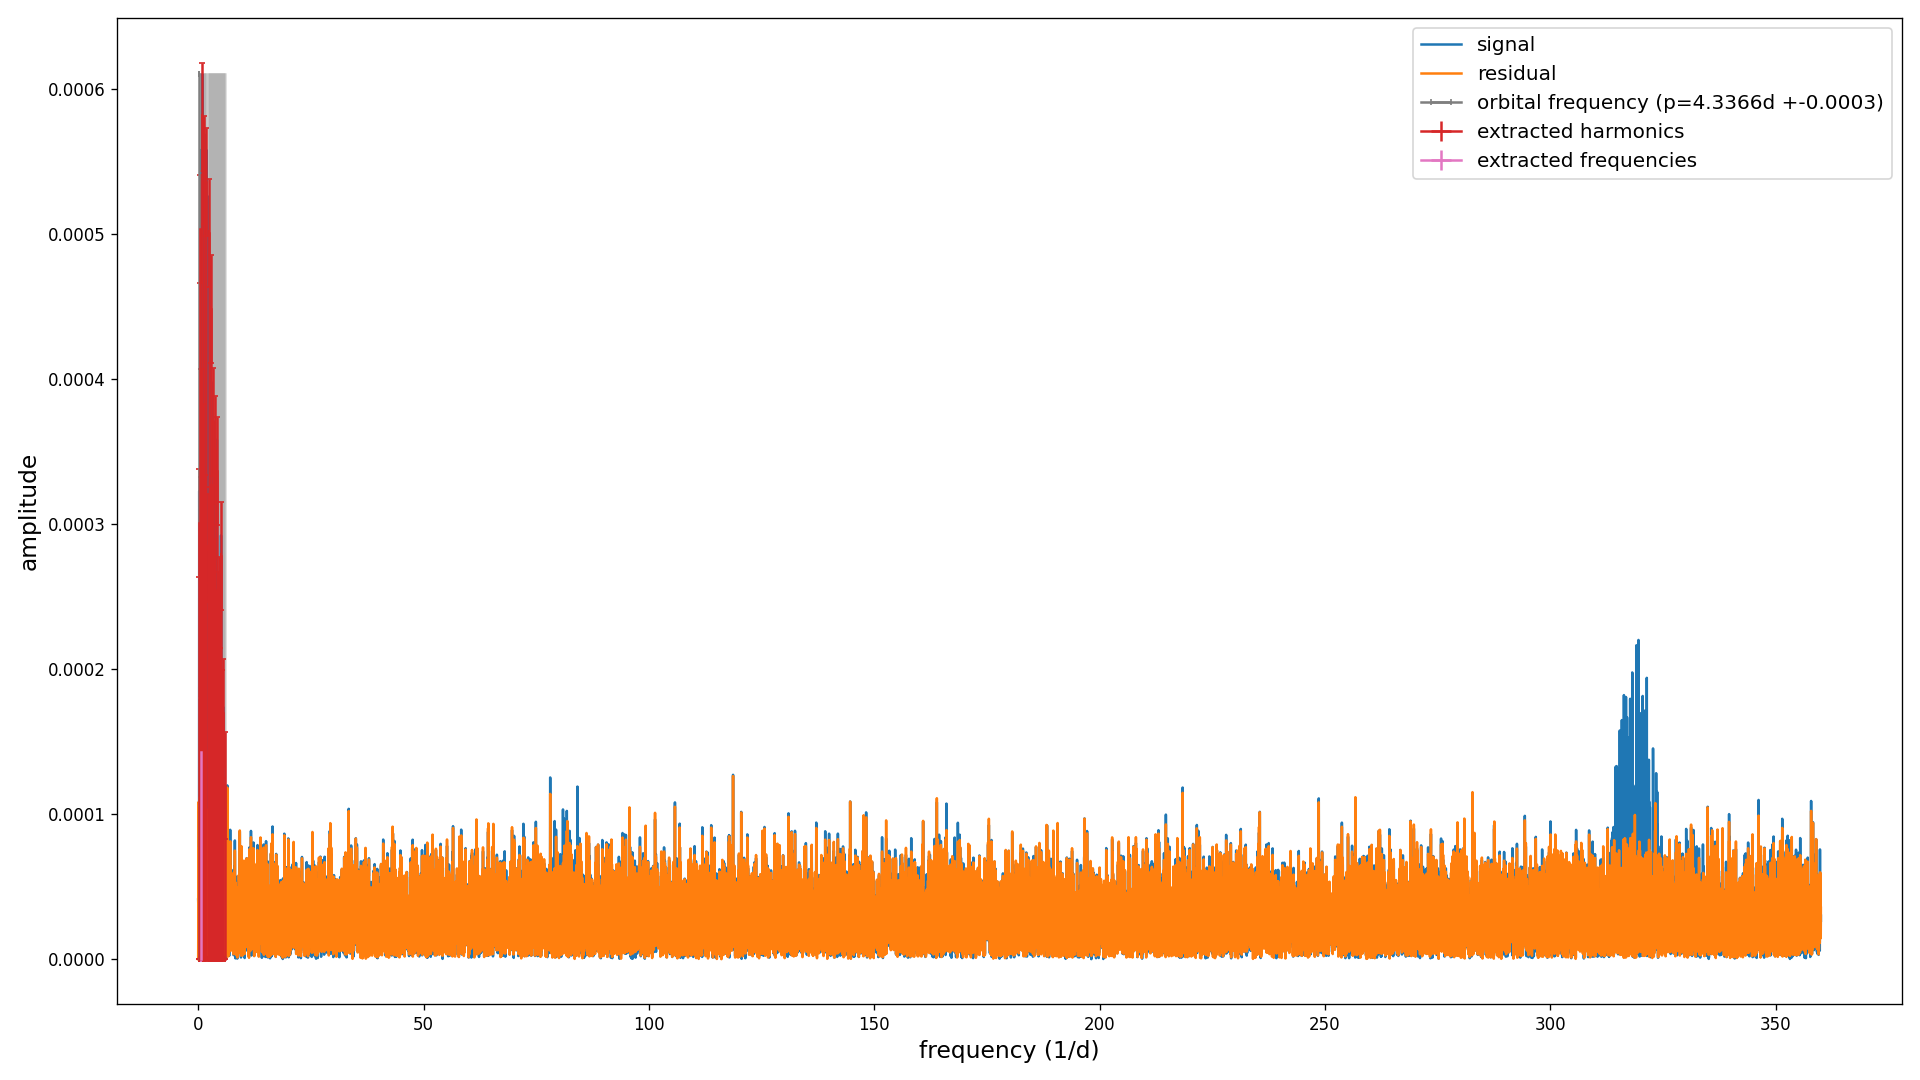 signal
residual
orbital frequency (p=4.3366d +-0.0003)
extracted harmonics
extracted frequencies
0.0006
0.0005
0.0004
0.0003
0.0002
0.0001
0.0000
amplitude
0 50 100 150 200 250 300 350
frequency (1/d)